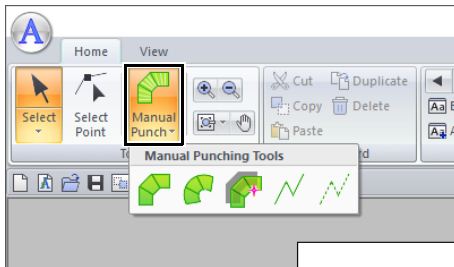 A
Home View
Select
Select
Point
Manual
Punch
Cut Duplicate
Copy Delete
Paste
Manual Punching Tools